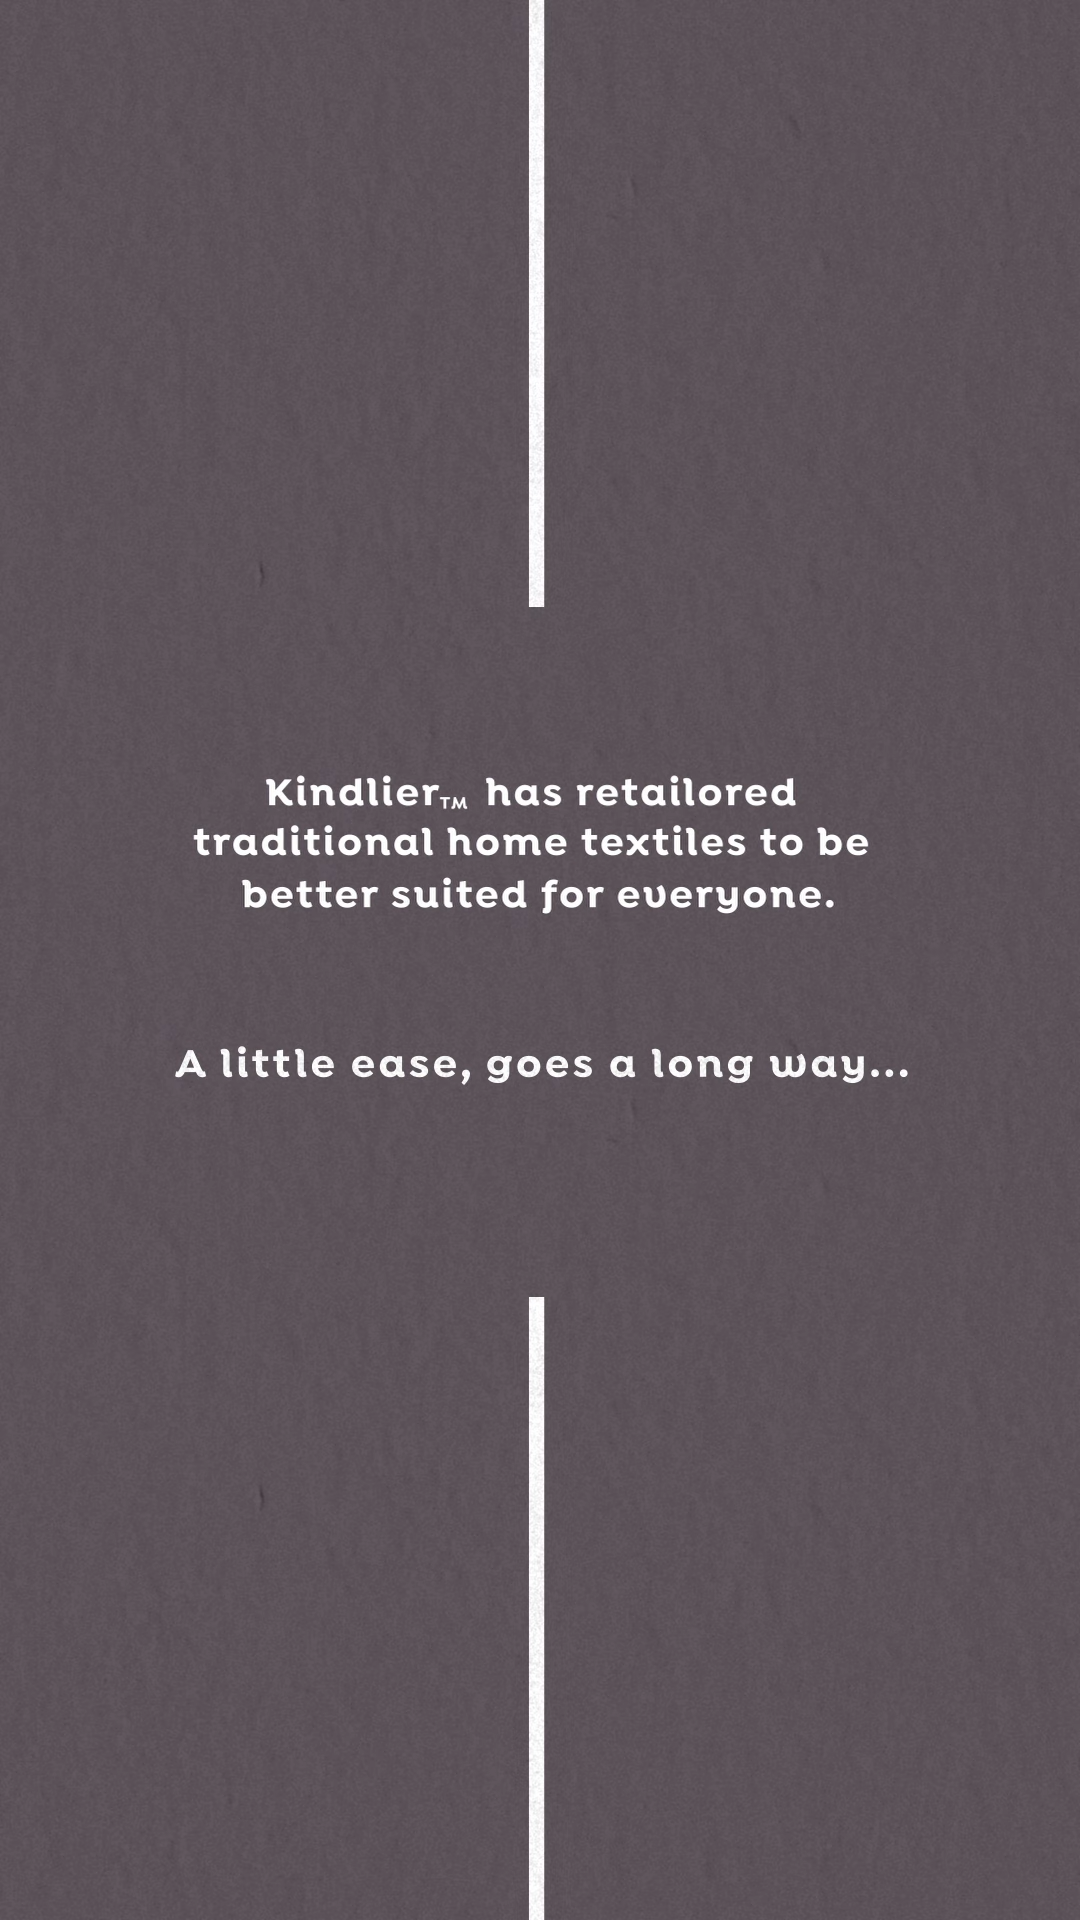 Kindlier™ has retailored
traditional home textiles to be
better suited for everyone.
A little ease, goes a long way...